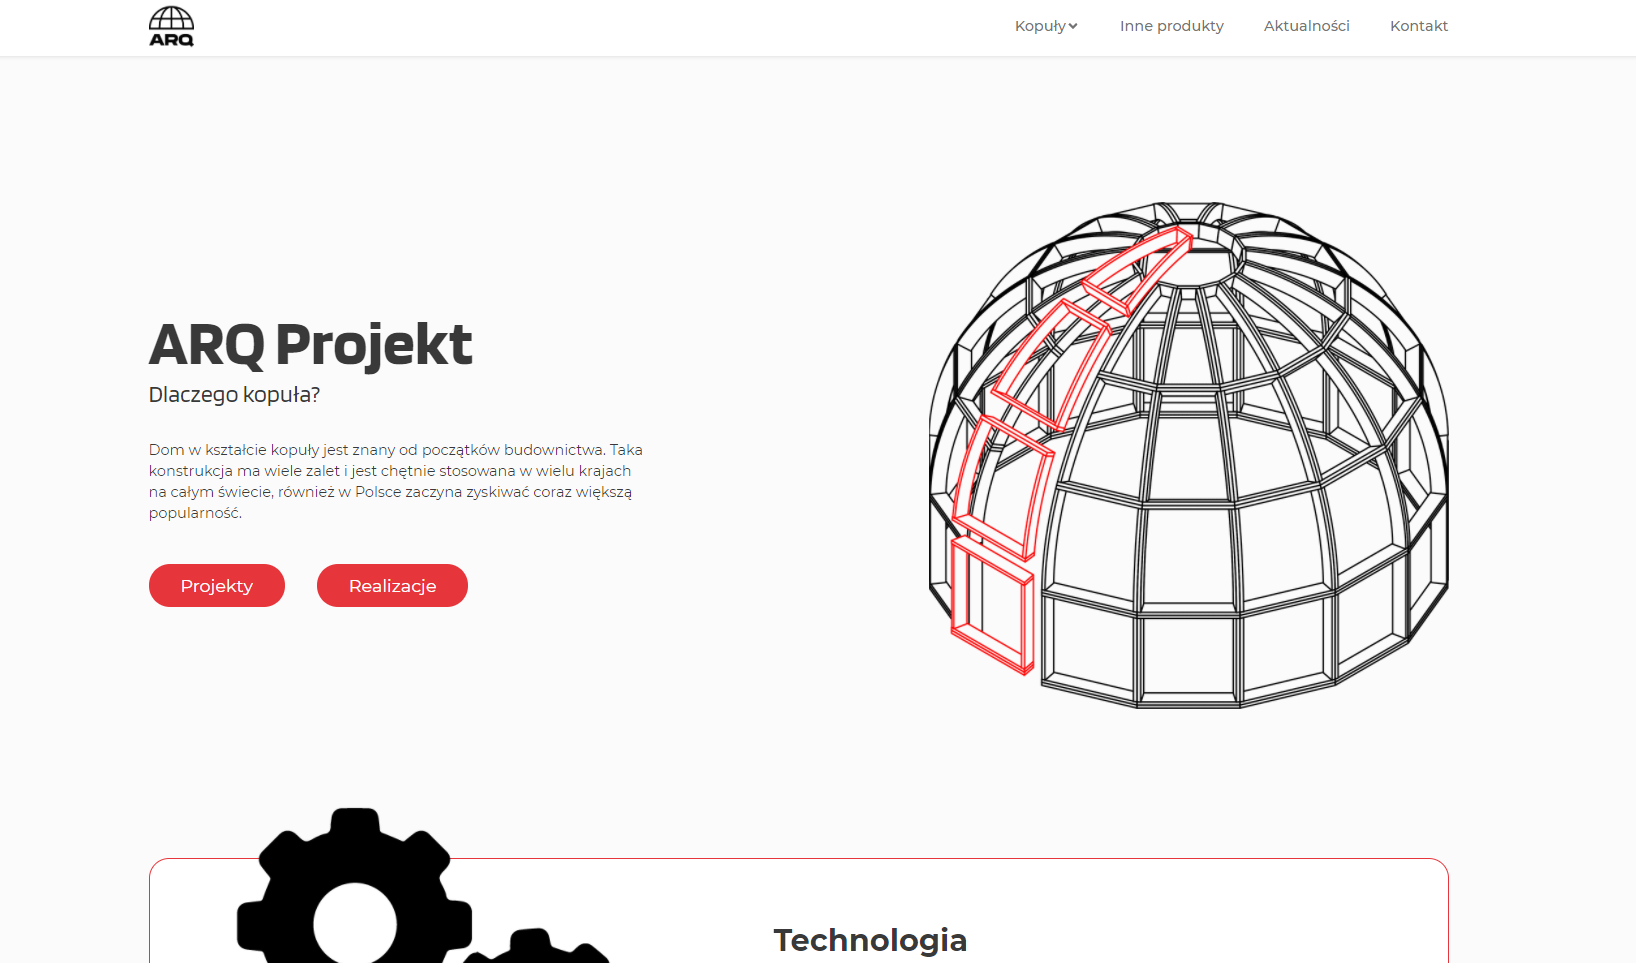 ARQ
Kopuły
Inne produkty
Aktualności
Kontakt
ARQ Projekt
Dlaczego kopuła?
Dom w kształcie kopuły jest znany od początków budownictwa. Taka
konstrukcja ma wiele zalet i jest chętnie stosowana w wielu krajach
na całym świecie, również w Polsce zaczyna zyskiwać coraz większą
popularność.
Projekty
Realizacje
Technologia